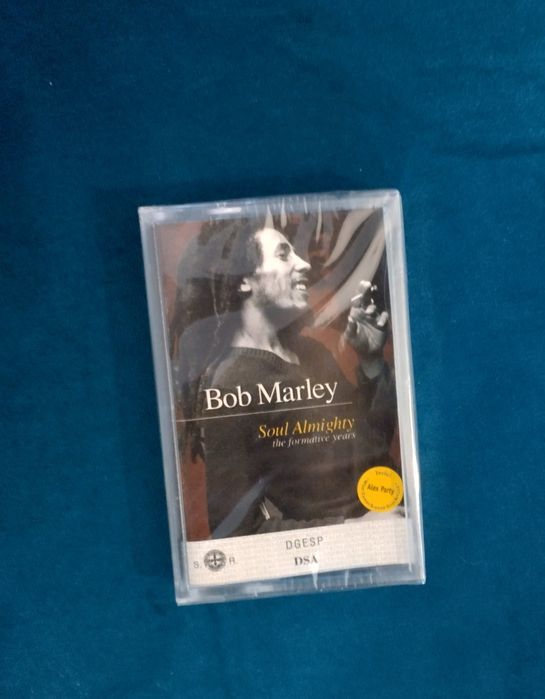 Bob Marley
Soul Almighty
the formative years
Alex Party
DGESP
S. R.
DSA